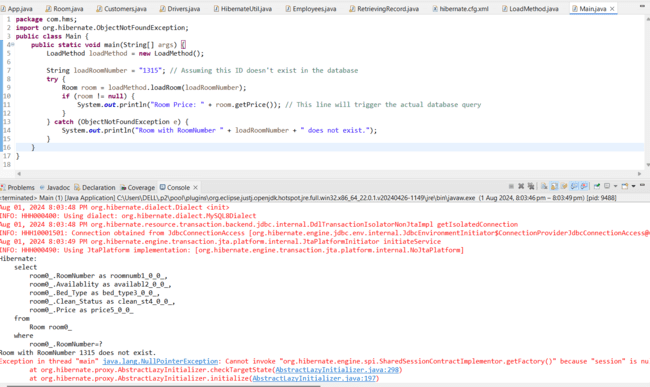 App.java Room.java Customers.java Drivers.java HibernateUtil.java Employees.java RetrievingRecord.java hibernate.cfg.xml LoadMethod.java Main.java
1 package com.hms;
2 import org.hibernate.ObjectNotFoundException;
3 public class Main {
4 public static void main(String[] args) {
5 LoadMethod loadMethod = new LoadMethod();
6
7 String loadRoomNumber = "1315"; // Assuming this ID doesn't exist in the database
8 try {
9 Room room = loadMethod.loadRoom(loadRoomNumber);
10 if (room != null) {
11 System.out.println("Room Price: " + room.getPrice()); // This line will trigger the actual database query
12 }
13 } catch (ObjectNotFoundException e) {
14 System.out.println("Room with RoomNumber " + loadRoomNumber + " does not exist.");
15 }
16 }
17 }
18
Problems Javadoc Declaration Coverage Console
<terminated> Main (1) [Java Application] C:\Users\DELL\.p2\pool\plugins\org.eclipse.justj.openjdk.hotspot.jre.full.win32.x86_64_22.0.1.v20240426-1149\jre\bin\javaw.exe (1 Aug 2024, 8:03:46 pm – 8:03:49 pm) [pid: 9488]
Aug 01, 2024 8:03:48 PM org.hibernate.dialect.Dialect <init>
INFO: HHH000400: Using dialect: org.hibernate.dialect.MySQL8Dialect
Aug 01, 2024 8:03:48 PM org.hibernate.resource.transaction.backend.jdbc.internal.DdlTransactionIsolatorNonJtaImpl getIsolatedConnection
INFO: HHH10001501: Connection obtained from JdbcConnectionAccess [org.hibernate.engine.jdbc.env.internal.JdbcEnvironmentInitiator$ConnectionProviderJdbcConnectionAccess@
Aug 01, 2024 8:03:49 PM org.hibernate.engine.transaction.jta.platform.internal.JtaPlatformInitiator initiateService
INFO: HHH000490: Using JtaPlatform implementation: [org.hibernate.engine.transaction.jta.platform.internal.NoJtaPlatform]
Hibernate:
select
room0_.RoomNumber as roomnumb1_0_0_,
room0_.Availablity as availabl2_0_0_,
room0_.Bed_Type as bed_type3_0_0_,
room0_.Clean_Status as clean_st4_0_0_,
room0_.Price as price5_0_0_
from
Room room0_
where
room0_.RoomNumber=?
Room with RoomNumber 1315 does not exist.
Exception in thread "main" java.lang.NullPointerException: Cannot invoke "org.hibernate.engine.spi.SharedSessionContractImplementor.getFactory()" because "session" is nu
at org.hibernate.proxy.AbstractLazyInitializer.checkTargetState(AbstractLazyInitializer.java:298)
at org.hibernate.proxy.AbstractLazyInitializer.initialize(AbstractLazyInitializer.java:197)